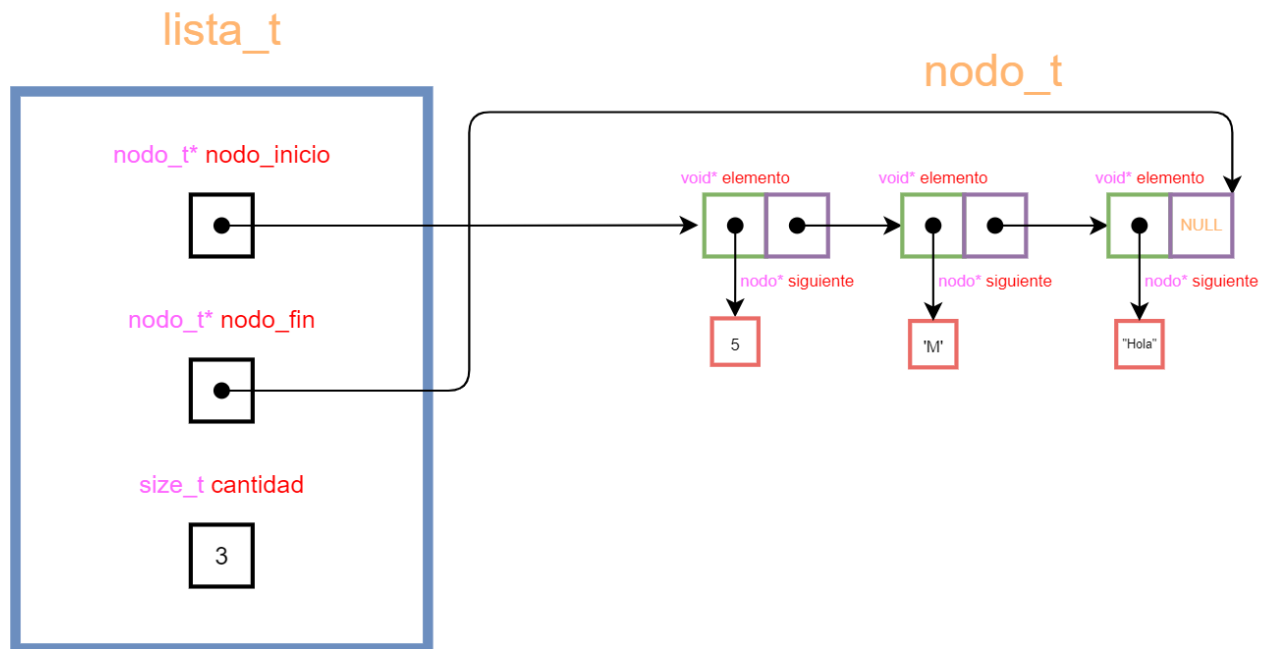 lista_t
nodo_t
nodo_t* nodo_inicio
void* elemento
void* elemento
void* elemento
NULL
nodo* siguiente
nodo* siguiente
nodo* siguiente
nodo_t* nodo_fin
5
'M'
"Hola"
size_t cantidad
3